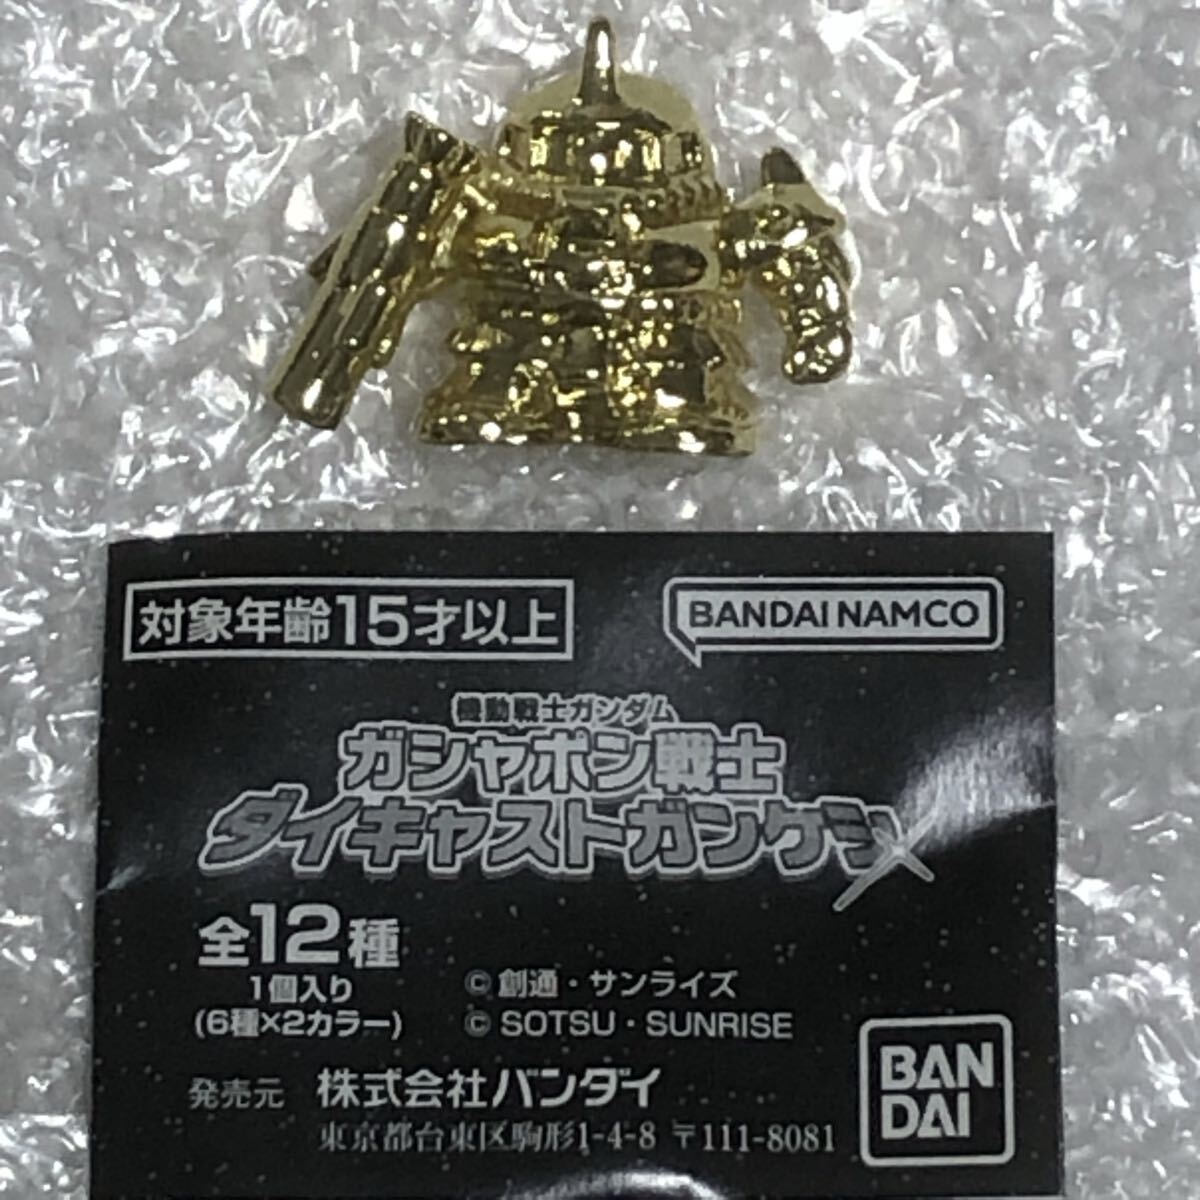 対象年齢15才以上
BANDAI NAMCO
機動戦士ガンダム
ガシャポン戦士
ダイキャストガンケシ
全12種
1個入り
(6種×2カラー)
© 創通・サンライズ
© SOTSU・SUNRISE
発売元 株式会社バンダイ
東京都台東区駒形1-4-8 〒111-8081
BAN
DAI